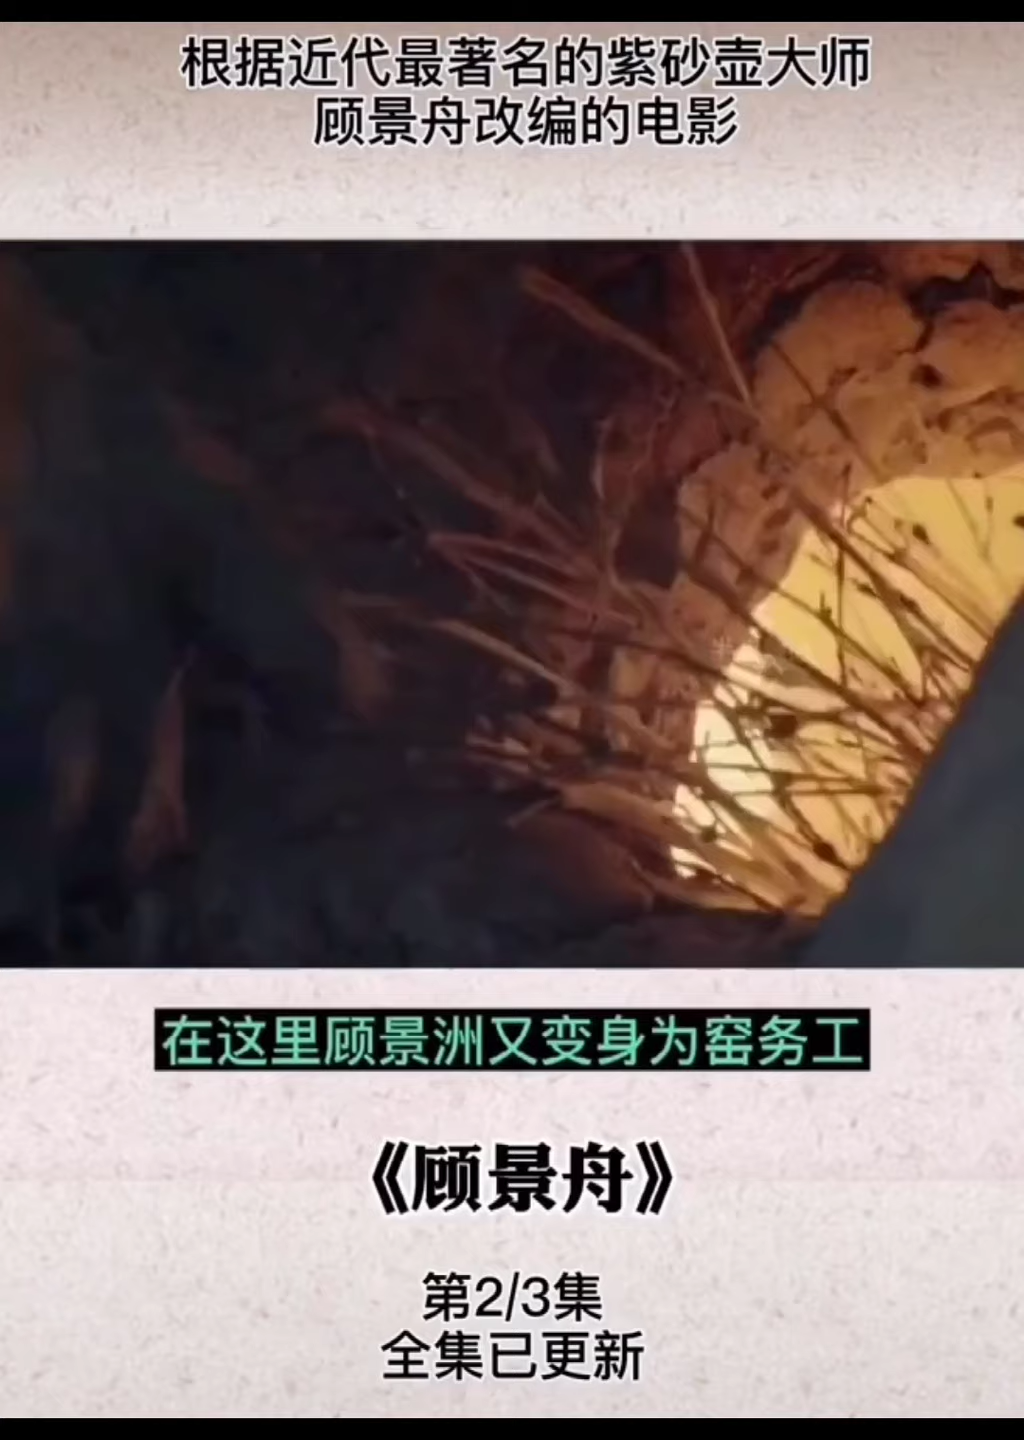 根据近代最著名的紫砂壶大师
顾景舟改编的电影
在这里顾景洲又变身为窑务工
《顾景舟》
第2/3集
全集已更新